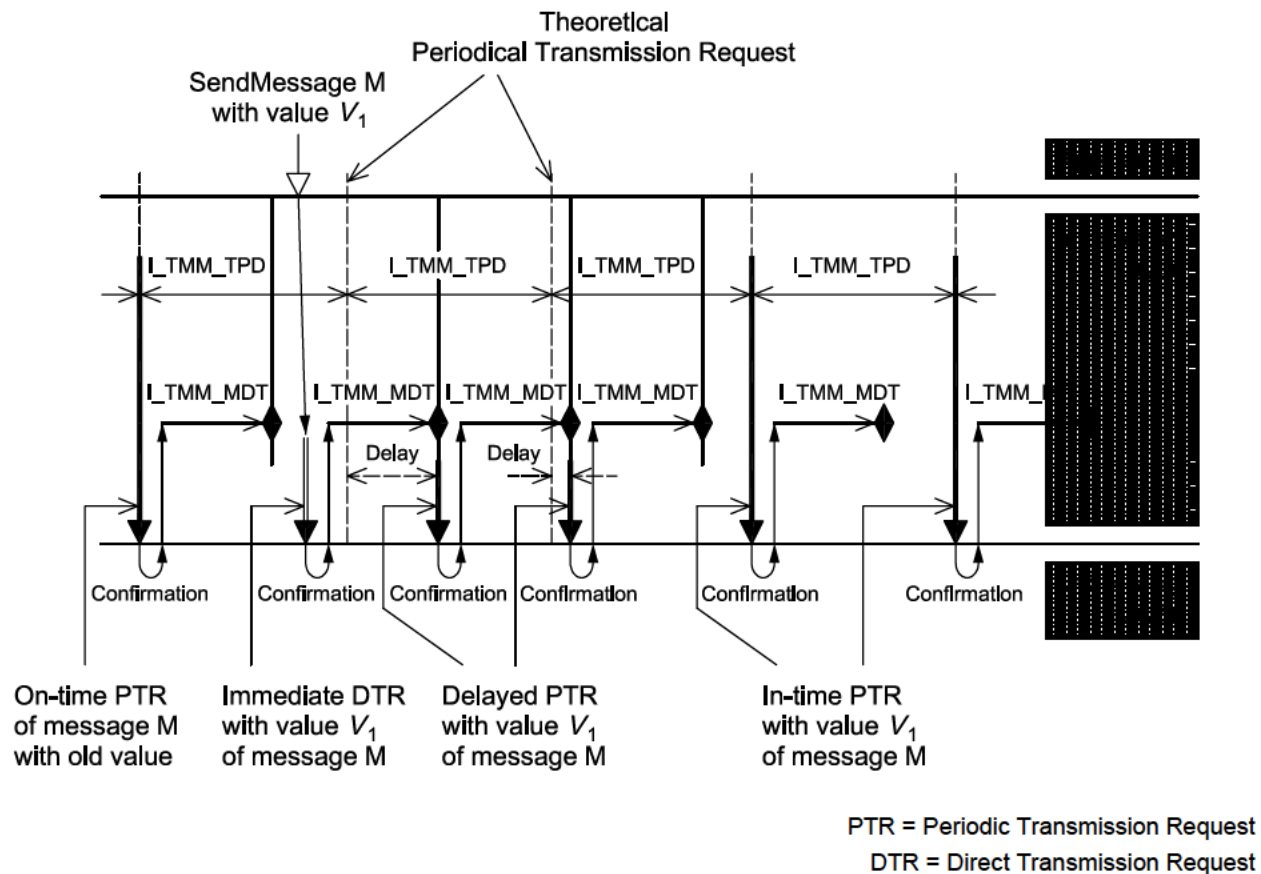 Theoretical
Periodical Transmission Request
SendMessage M
with value V1
I_TMM_TPD
I_TMM_TPD
I_TMM_TPD
I_TMM_TPD
I_TMM_MDT
I_TMM_MDT
I_TMM_MDT
I_TMM_MDT
I_TMM_MDT
I_TMM_
Delay
Delay
Confirmation
Confirmation
Confirmation
Confirmation
Confirmation
Confirmation
On-time PTR
of message M
with old value
Immediate DTR
with value V1
of message M
Delayed PTR
with value V1
of message M
In-time PTR
with value V1
of message M
PTR = Periodic Transmission Request
DTR = Direct Transmission Request